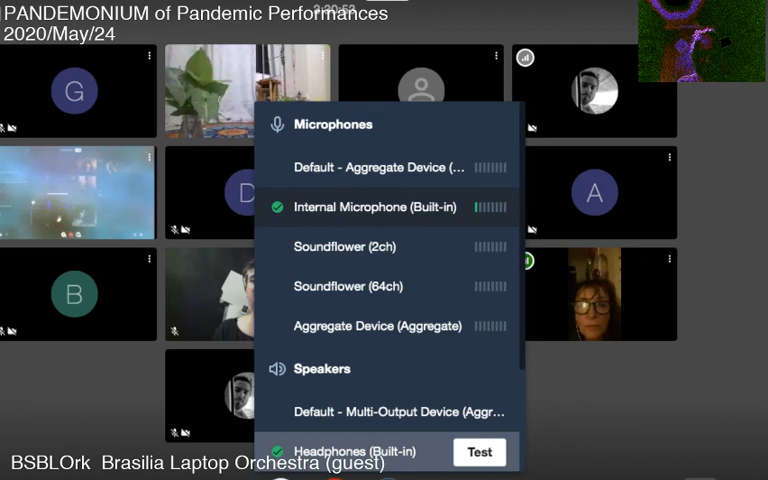 PANDEMONIUM of Pandemic Performances
2020/May/24
G
D
A
B
Microphones
Default - Aggregate Device (...
Internal Microphone (Built-in)
Soundflower (2ch)
Soundflower (64ch)
Aggregate Device (Aggregate)
Speakers
Default - Multi-Output Device (Aggr...
Headphones (Built-in)
Test
BSBLOrk Brasilia Laptop Orchestra (guest)